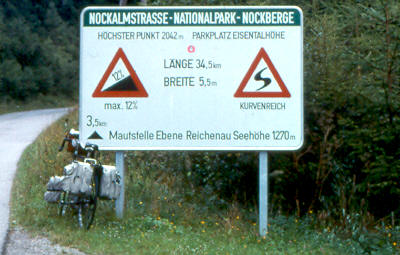 NOCKALMSTRASSE - NATIONALPARK - NOCKBERGE
HÖCHSTER PUNKT 2042 m PARKPLATZ EISENTALHÖHE
LÄNGE 34,5 km
12%
BREITE 5,5 m
max. 12% KURVENREICH
3,5 km
Mautstelle Ebene Reichenau Seehöhe 1270 m